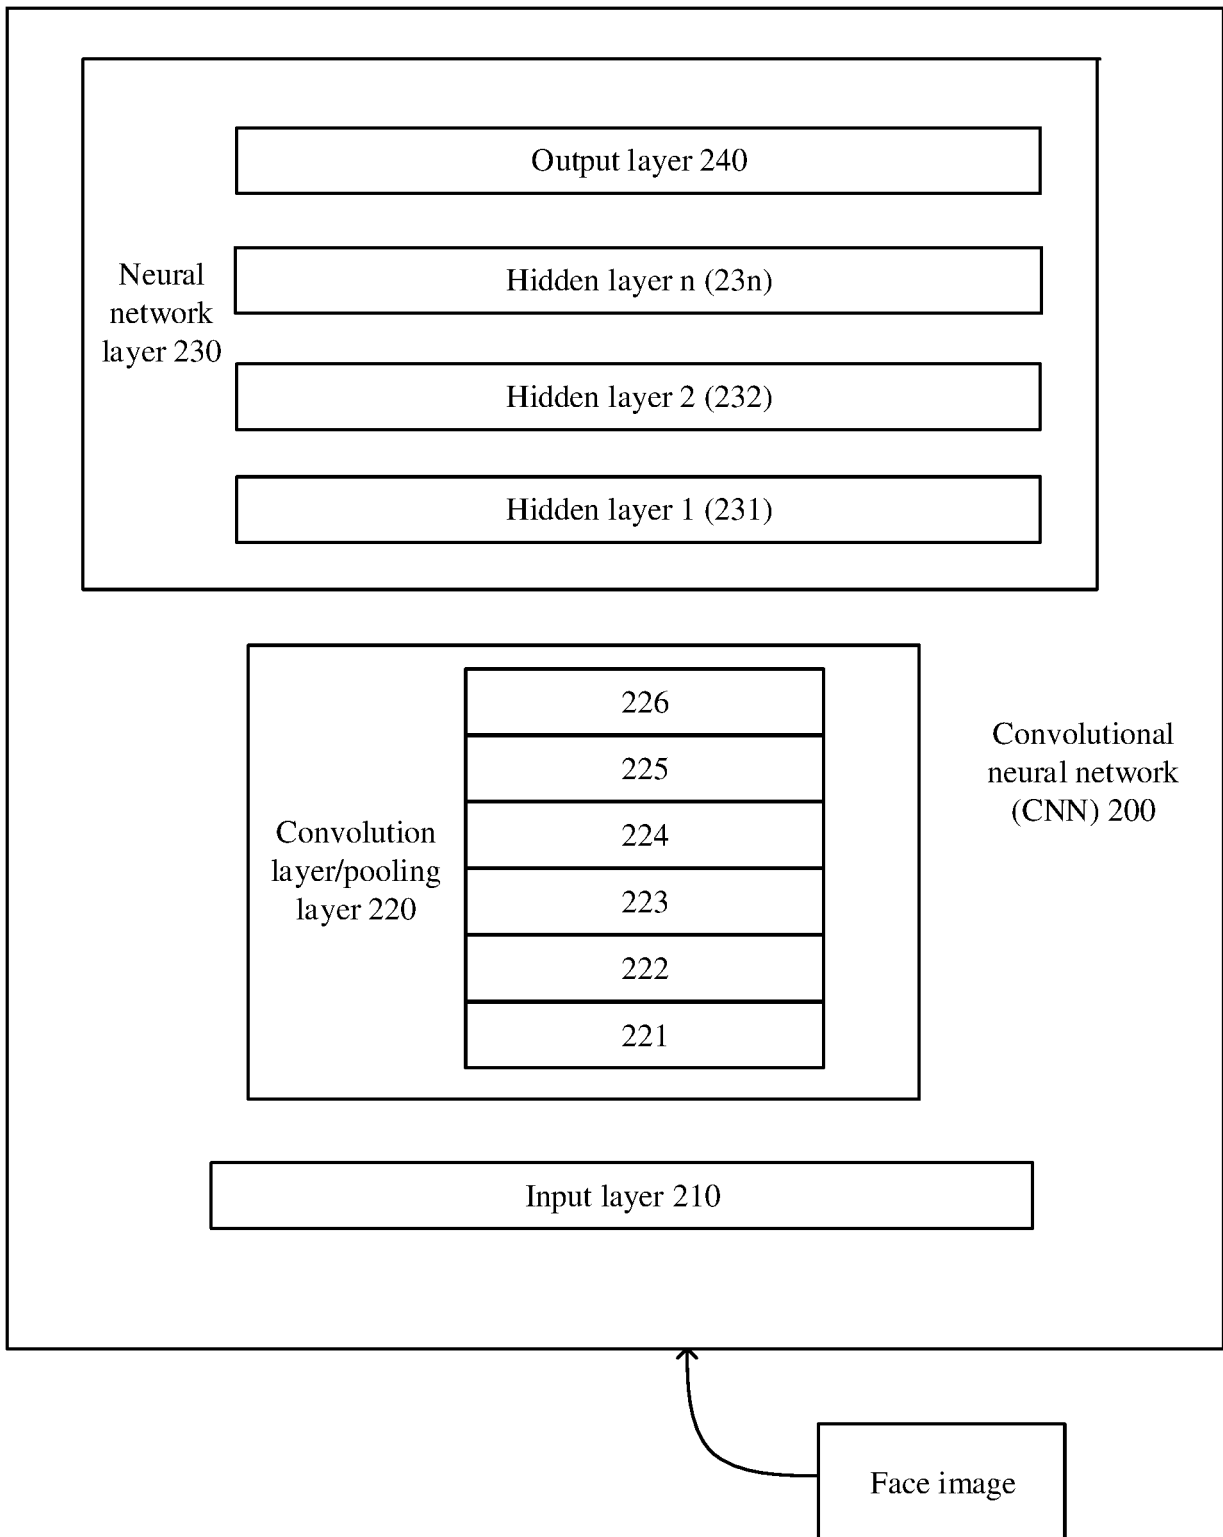 Output layer 240
Neural
network
layer 230
Hidden layer n (23n)
Hidden layer 2 (232)
Hidden layer 1 (231)
226
225
224
223
222
221
Convolution
layer/pooling
layer 220
Convolutional
neural network
(CNN) 200
Input layer 210
Face image